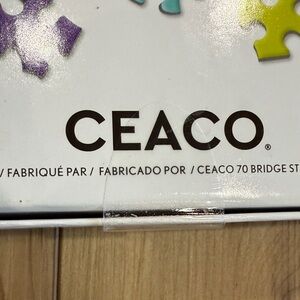 CEACO®
/ FABRIQUÉ PAR / FABRICADO POR / CEACO 70 BRIDGE ST